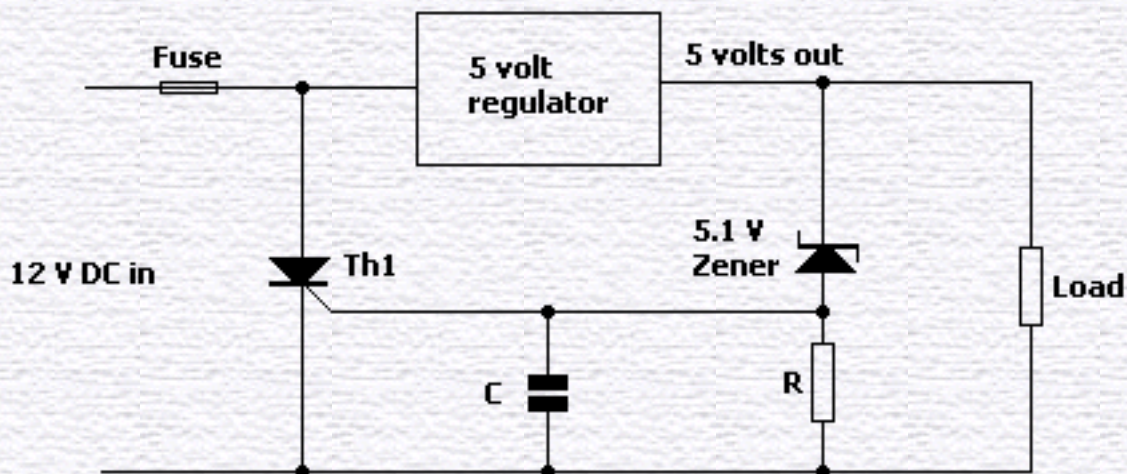 Fuse
5 volt
regulator
5 volts out
12 V DC in
Th1
5.1 V
Zener
Load
C
R